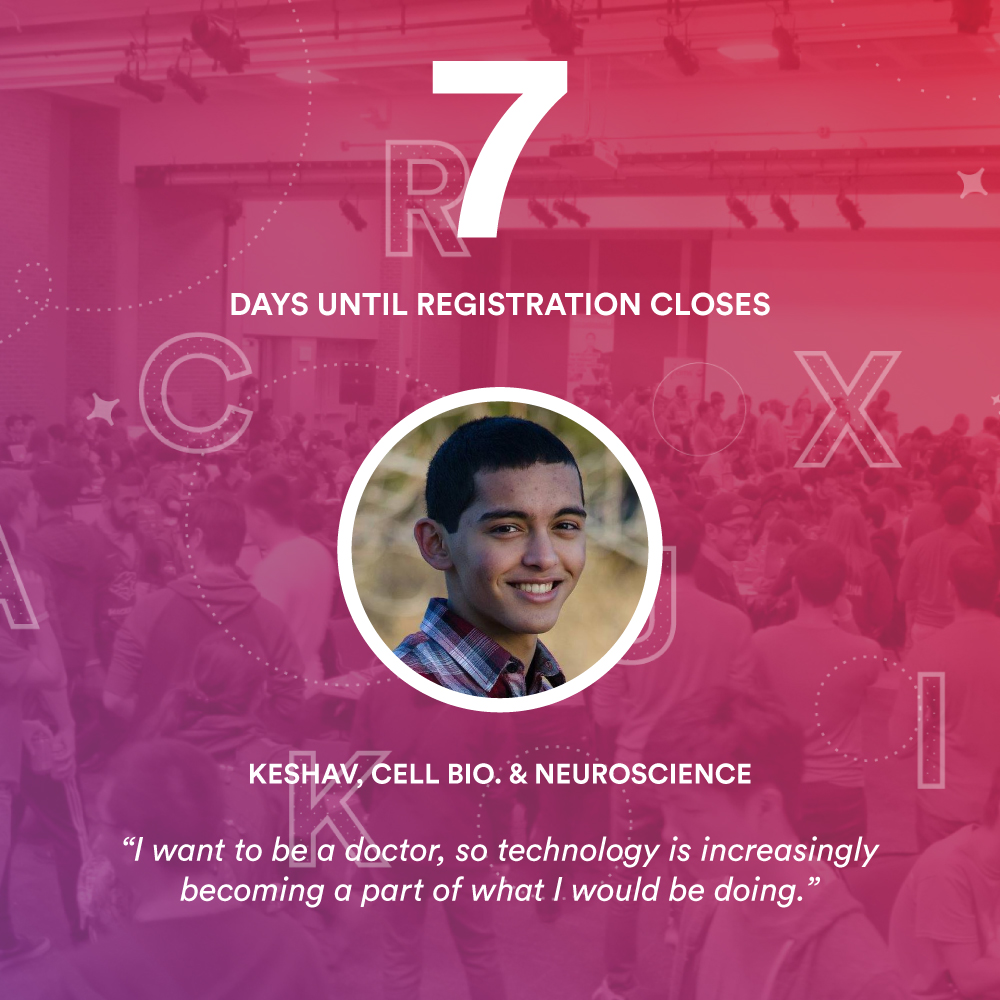 7
R
DAYS UNTIL REGISTRATION CLOSES
C
X
A
U
I
KESHAV, CELL BIO. & NEUROSCIENCE
K
“I want to be a doctor, so technology is increasingly
becoming a part of what I would be doing.”